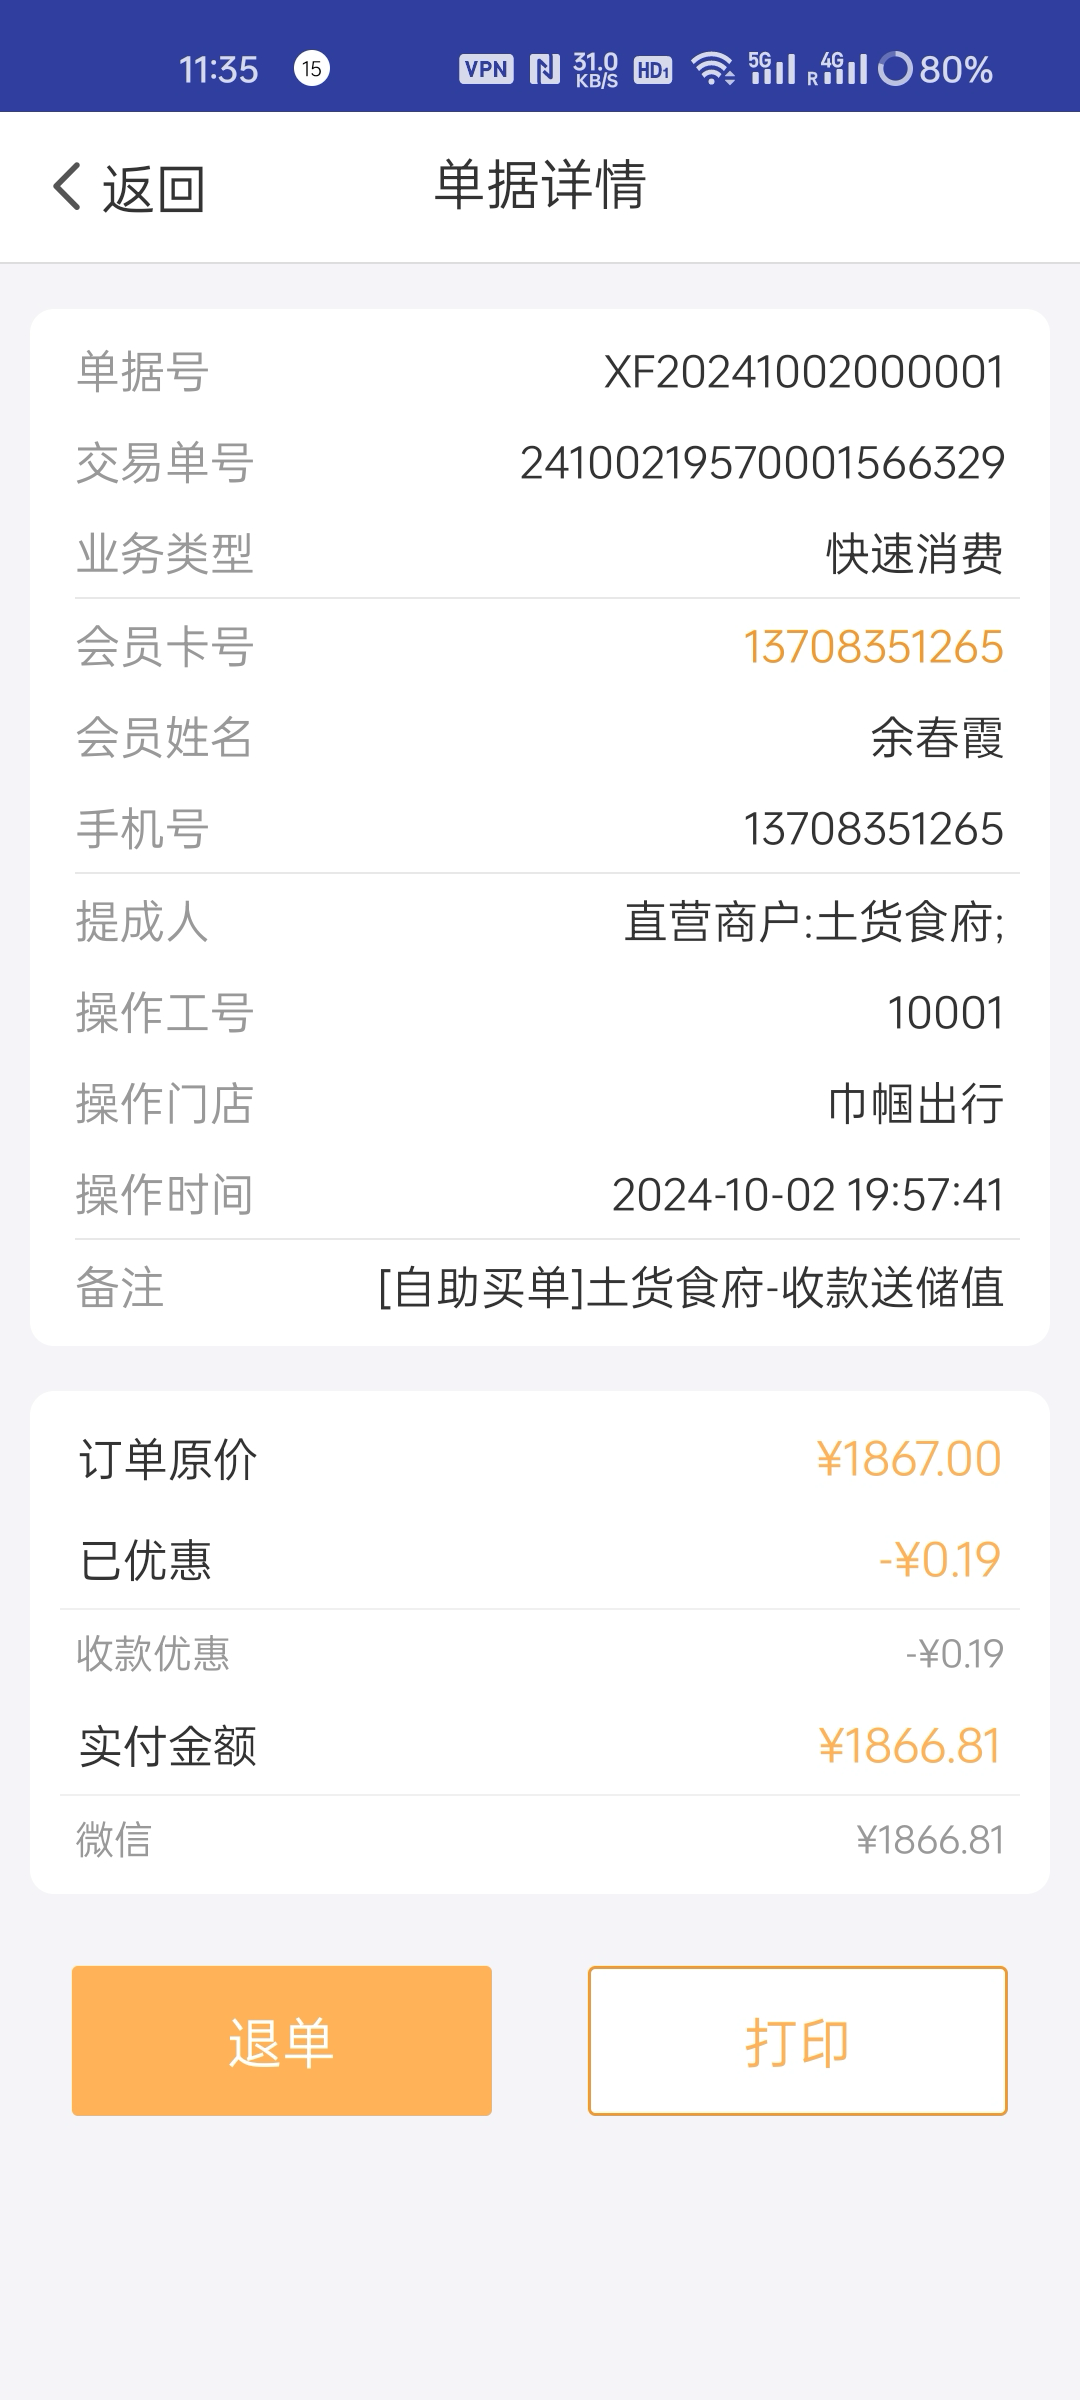 11:35 15 VPN 31.0 KB/S HD1 5G R 4G 80%
返回 单据详情
单据号 XF20241002000001
交易单号 24100219570001566329
业务类型 快速消费
会员卡号 13708351265
会员姓名 余春霞
手机号 13708351265
提成人 直营商户:土货食府;
操作工号 10001
操作门店 巾帼出行
操作时间 2024-10-02 19:57:41
备注 [自助买单]土货食府-收款送储值
订单原价 ¥1867.00
已优惠 -¥0.19
收款优惠 -¥0.19
实付金额 ¥1866.81
微信 ¥1866.81
退单 打印